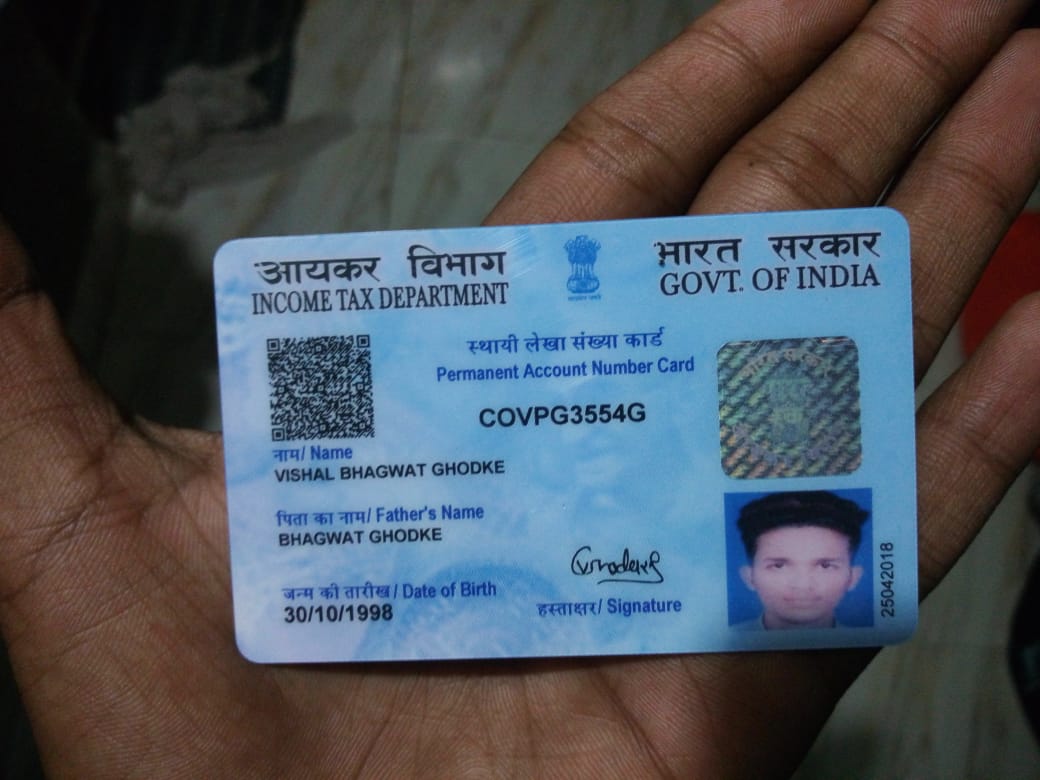 आयकर विभाग
INCOME TAX DEPARTMENT
भारत सरकार
GOVT. OF INDIA
स्थायी लेखा संख्या कार्ड
Permanent Account Number Card
COVPG3554G
नाम/ Name
VISHAL BHAGWAT GHODKE
पिता का नाम/ Father's Name
BHAGWAT GHODKE
जन्म की तारीख/ Date of Birth
30/10/1998
हस्ताक्षर/ Signature
25042018